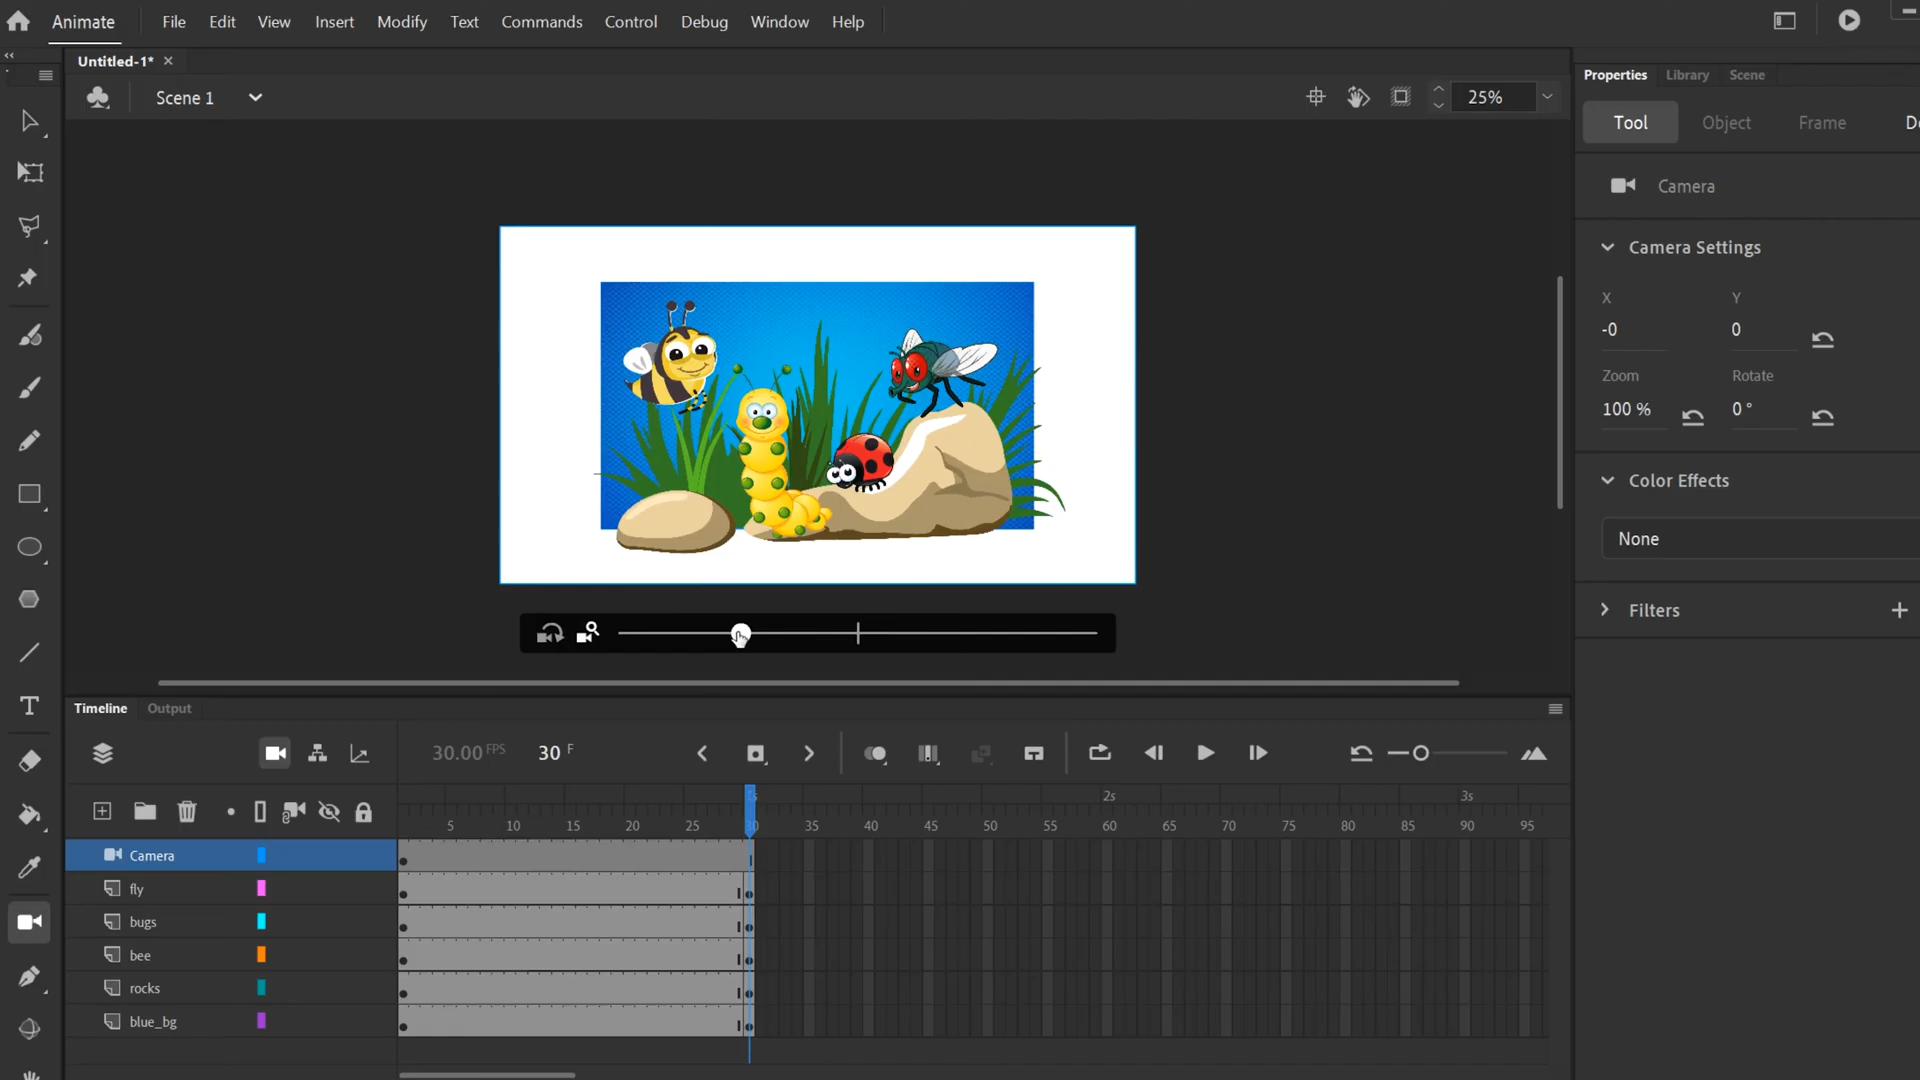 Animate File Edit View Insert Modify Text Commands Control Debug Window Help
Untitled-1* ×
Scene 1
25%
Properties Library Scene
Tool Object Frame
Camera
Camera Settings
X Y
-0 0
Zoom Rotate
100 % 0 °
Color Effects
None
Filters
T
Timeline Output
30.00 FPS 30 F
2s 3s
5 10 15 20 25 30 35 40 45 50 55 60 65 70 75 80 85 90 95
Camera
fly
bugs
bee
rocks
blue_bg